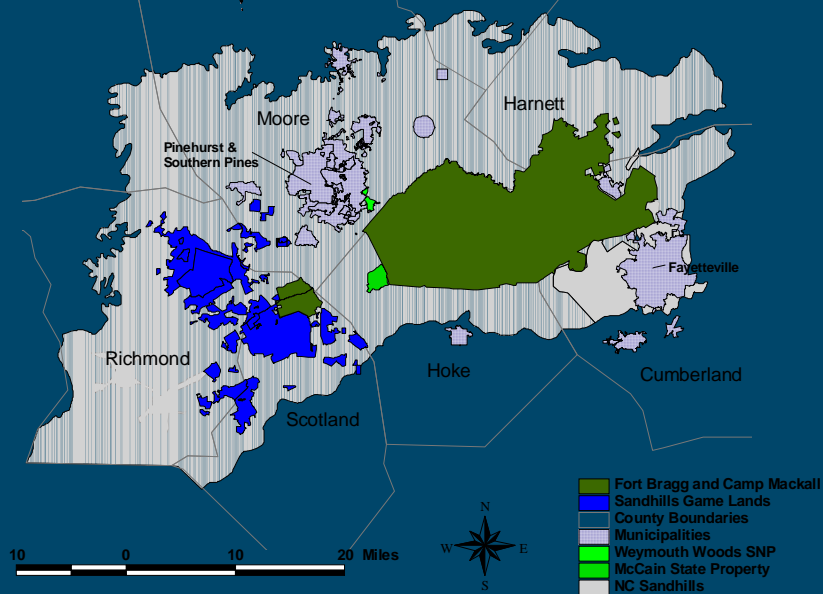 Harnett
Moore
Pinehurst &
Southern Pines
Fayetteville
Richmond
Hoke
Cumberland
Scotland
Fort Bragg and Camp Mackall
Sandhills Game Lands
County Boundaries
Municipalities
Weymouth Woods SNP
McCain State Property
NC Sandhills
N
W E
S
10 0 10 20 Miles